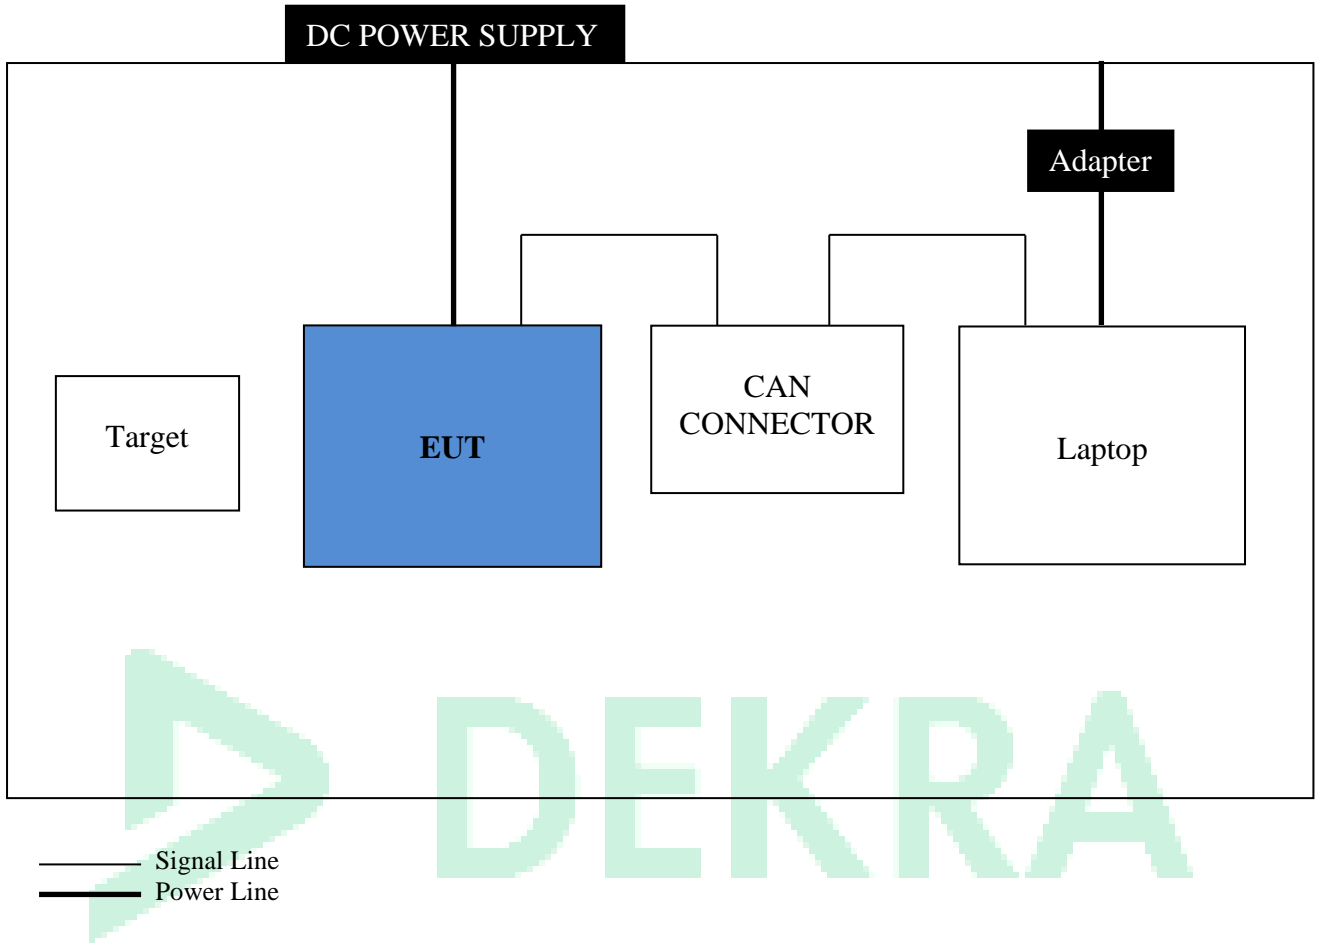 DC POWER SUPPLY
Adapter
Target
EUT
CAN
CONNECTOR
Laptop
DEKRA
Signal Line
Power Line